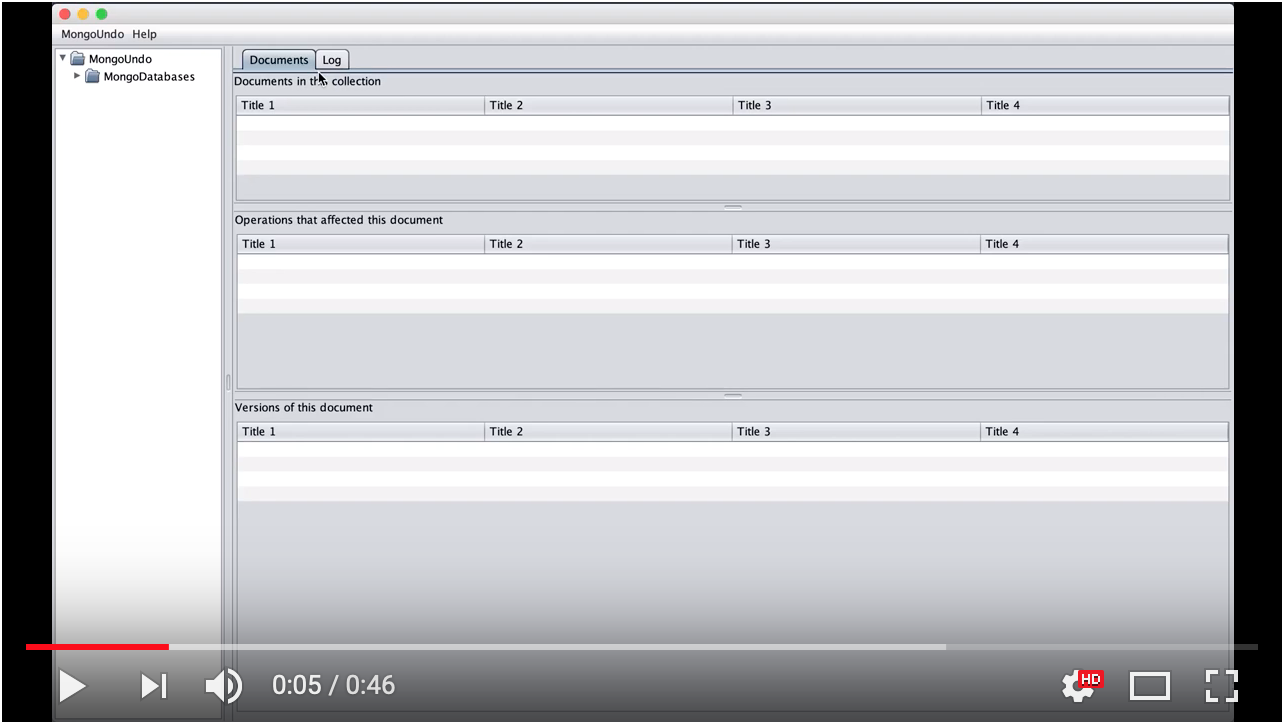 MongoUndo Help
MongoUndo
MongoDatabases
Documents Log
Documents in this collection
Title 1 Title 2 Title 3 Title 4
Operations that affected this document
Title 1 Title 2 Title 3 Title 4
Versions of this document
Title 1 Title 2 Title 3 Title 4
0:05 / 0:46
HD